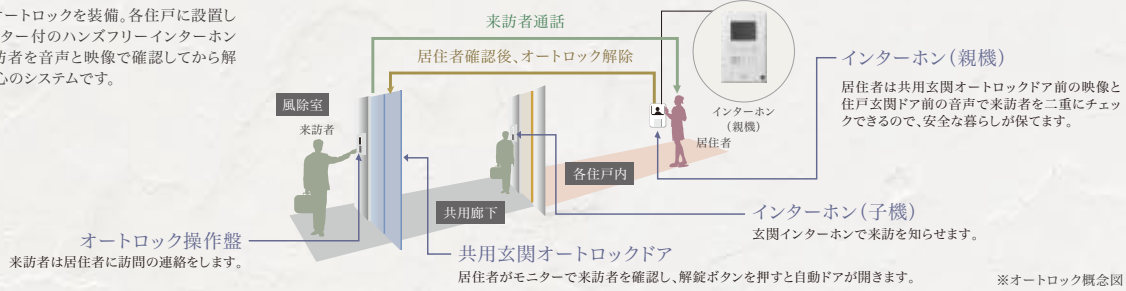 オートロックを装備。各住戸に設置し
ター付のハンズフリーインターホン
訪者を音声と映像で確認してから解
心のシステムです。
来訪者通話
居住者確認後、オートロック解除
風除室
来訪者
インターホン
(親機)
居住者
各住戸内
共用廊下
インターホン(親機)
居住者は共用玄関オートロックドア前の映像と
住戸玄関ドア前の音声で来訪者を二重にチェッ
クできるので、安全な暮らしが保てます。
インターホン(子機)
玄関インターホンで来訪を知らせます。
オートロック操作盤
来訪者は居住者に訪問の連絡をします。
共用玄関オートロックドア
居住者がモニターで来訪者を確認し、解錠ボタンを押すと自動ドアが開きます。
※オートロック概念図